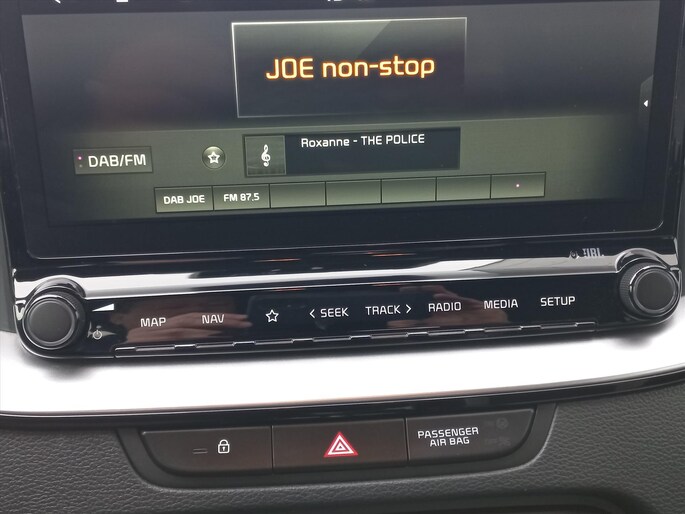 JOE non-stop
Roxanne - THE POLICE
DAB/FM
DAB JOE FM 87.5
JBL
MAP NAV < SEEK TRACK > RADIO MEDIA SETUP
PASSENGER
AIR BAG